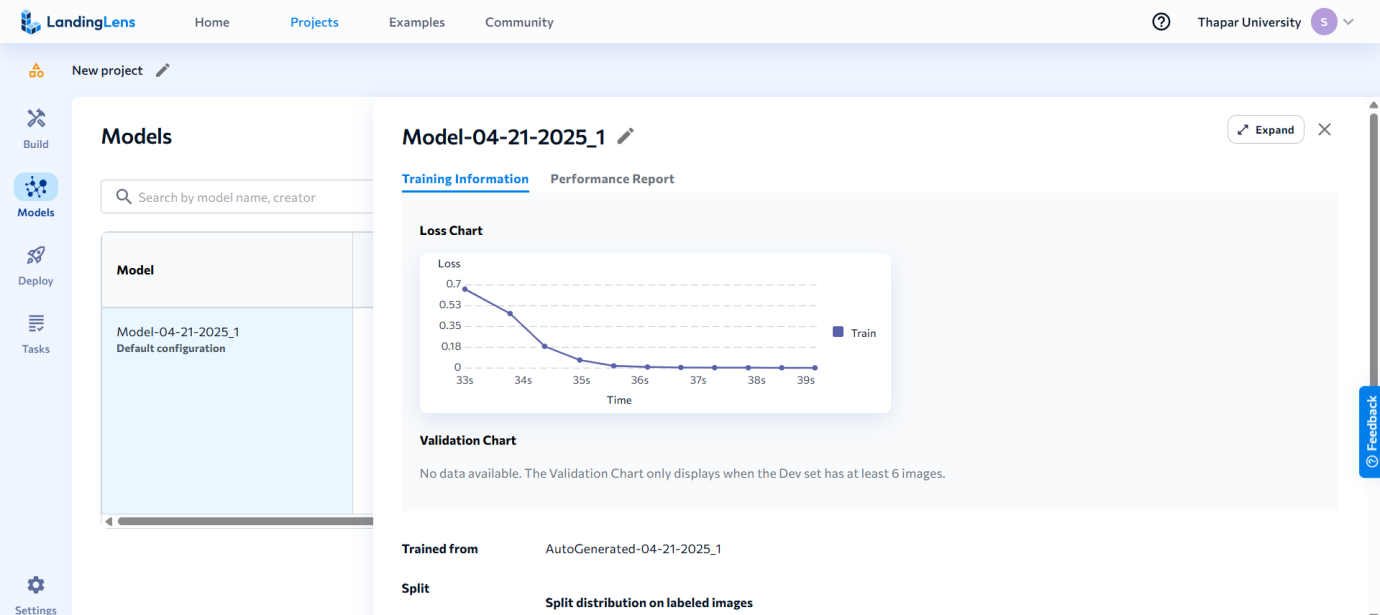 LandingLens
Home
Projects
Examples
Community
Thapar University
S
New project
Build
Models
Deploy
Tasks
Settings
Models
Search by model name, creator
Model
Model-04-21-2025_1
Default configuration
Model-04-21-2025_1
Expand
Training Information
Performance Report
Loss Chart
Loss
0.7
0.53
0.35
0.18
0
33s 34s 35s 36s 37s 38s 39s
Time
Train
Validation Chart
No data available. The Validation Chart only displays when the Dev set has at least 6 images.
Trained from
AutoGenerated-04-21-2025_1
Split
Split distribution on labeled images
Feedback